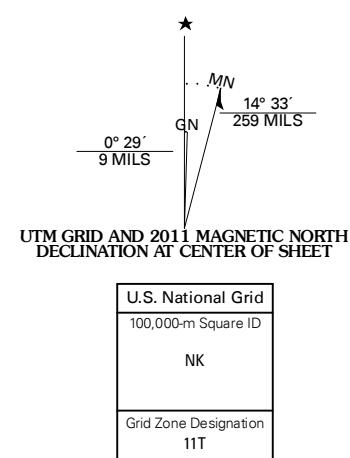 ★
MN
GN
14° 33´
259 MILS
0° 29´
9 MILS
UTM GRID AND 2011 MAGNETIC NORTH
DECLINATION AT CENTER OF SHEET
U.S. National Grid
100,000-m Square ID
NK
Grid Zone Designation
11T